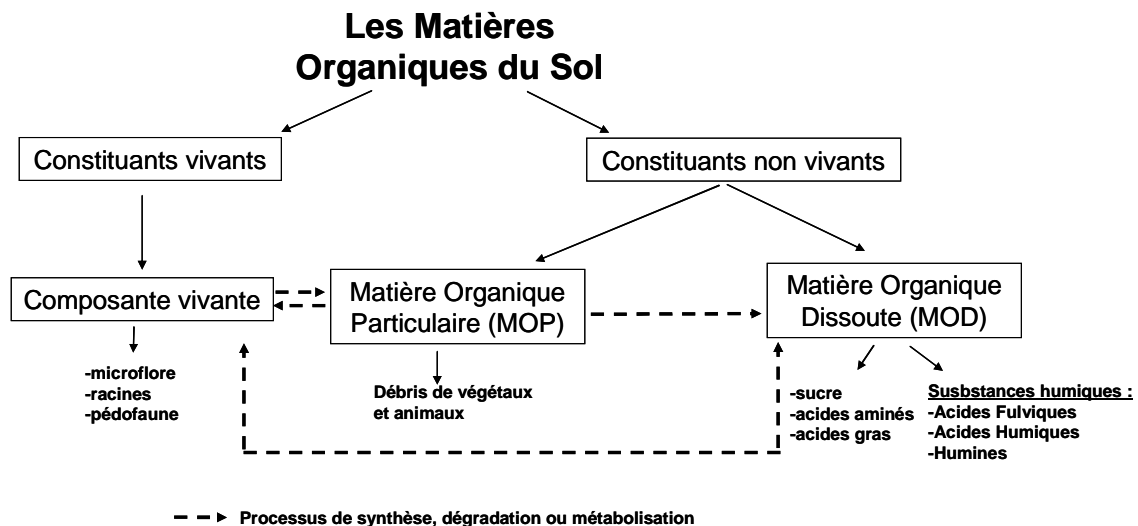 Les Matières
Organiques du Sol
Constituants vivants
Constituants non vivants
Composante vivante
Matière Organique
Particulaire (MOP)
Matière Organique
Dissoute (MOD)
-microflore
-racines
-pédofaune
Débris de végétaux
et animaux
-sucre
-acides aminés
-acides gras
Susbstances humiques :
-Acides Fulviques
-Acides Humiques
-Humines
Processus de synthèse, dégradation ou métabolisation